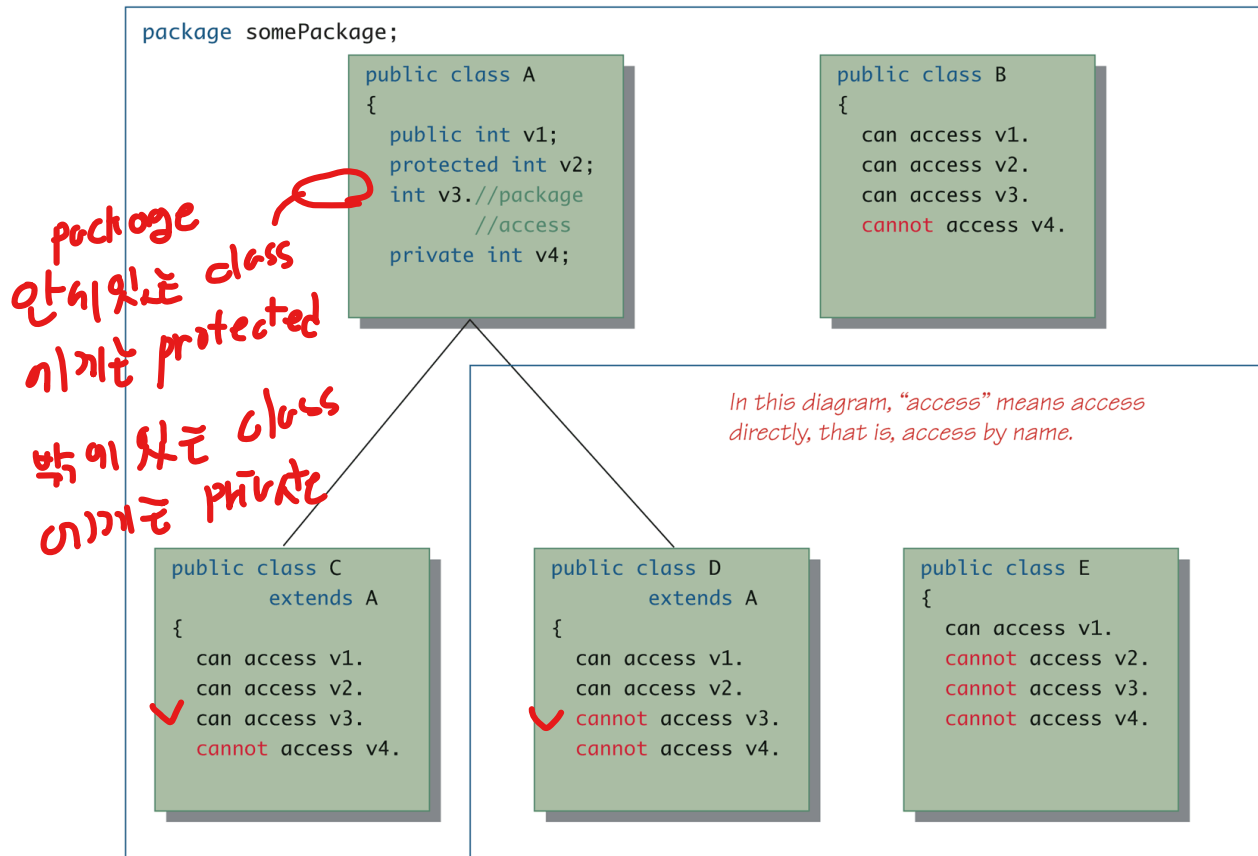 package somePackage;
public class A
{
public int v1;
protected int v2;
int v3.//package
//access
private int v4;
public class B
{
can access v1.
can access v2.
can access v3.
cannot access v4.
package
안에있는 class
에게는 protected
밖에 있는 class
에게는 private
In this diagram, “access” means access
directly, that is, access by name.
public class C
extends A
{
can access v1.
can access v2.
can access v3.
cannot access v4.
public class D
extends A
{
can access v1.
can access v2.
cannot access v3.
cannot access v4.
public class E
{
can access v1.
cannot access v2.
cannot access v3.
cannot access v4.